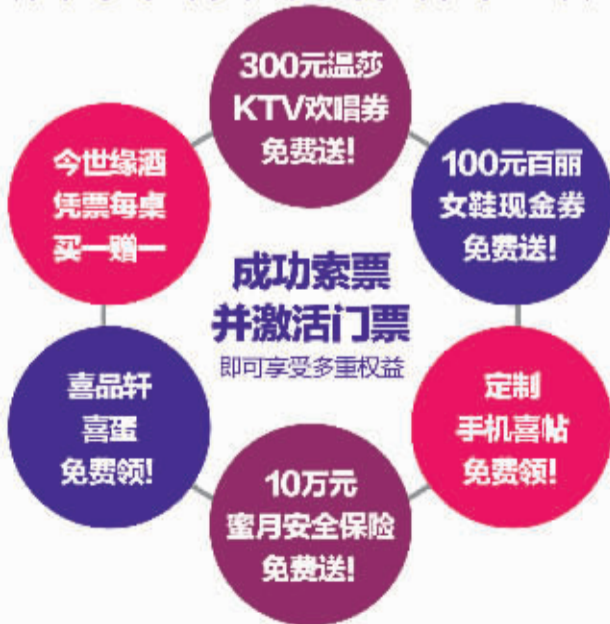 300元温莎
KTV欢唱券
免费送!
100元百丽
女鞋现金券
免费送!
定制
手机喜帖
免费领!
10万元
蜜月安全保险
免费送!
喜品轩
喜蛋
免费领!
今世缘酒
凭票每桌
买一赠一
成功索票
并激活门票
即可享受多重权益